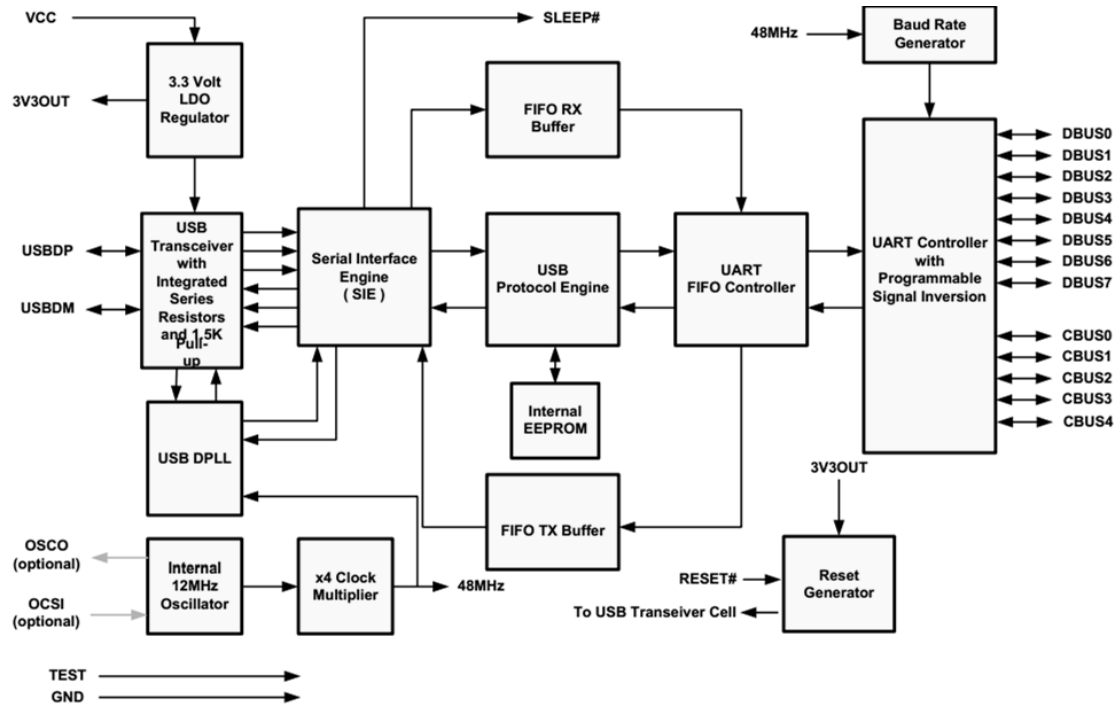 VCC
SLEEP#
48MHz
Baud Rate
Generator
3.3 Volt
LDO
Regulator
3V3OUT
FIFO RX
Buffer
DBUS0
DBUS1
DBUS2
DBUS3
DBUS4
DBUS5
DBUS6
DBUS7
USBDP
USBDM
USB
Transceiver
with
Integrated
Series
Resistors
and 1.5K
Pull-
up
Serial Interface
Engine
( SIE )
USB
Protocol Engine
UART
FIFO Controller
UART Controller
with
Programmable
Signal Inversion
CBUS0
CBUS1
CBUS2
CBUS3
CBUS4
Internal
EEPROM
USB DPLL
3V3OUT
FIFO TX Buffer
OSCO
(optional)
OCSI
(optional)
Internal
12MHz
Oscillator
x4 Clock
Multiplier
48MHz
RESET#
Reset
Generator
To USB Transeiver Cell
TEST
GND